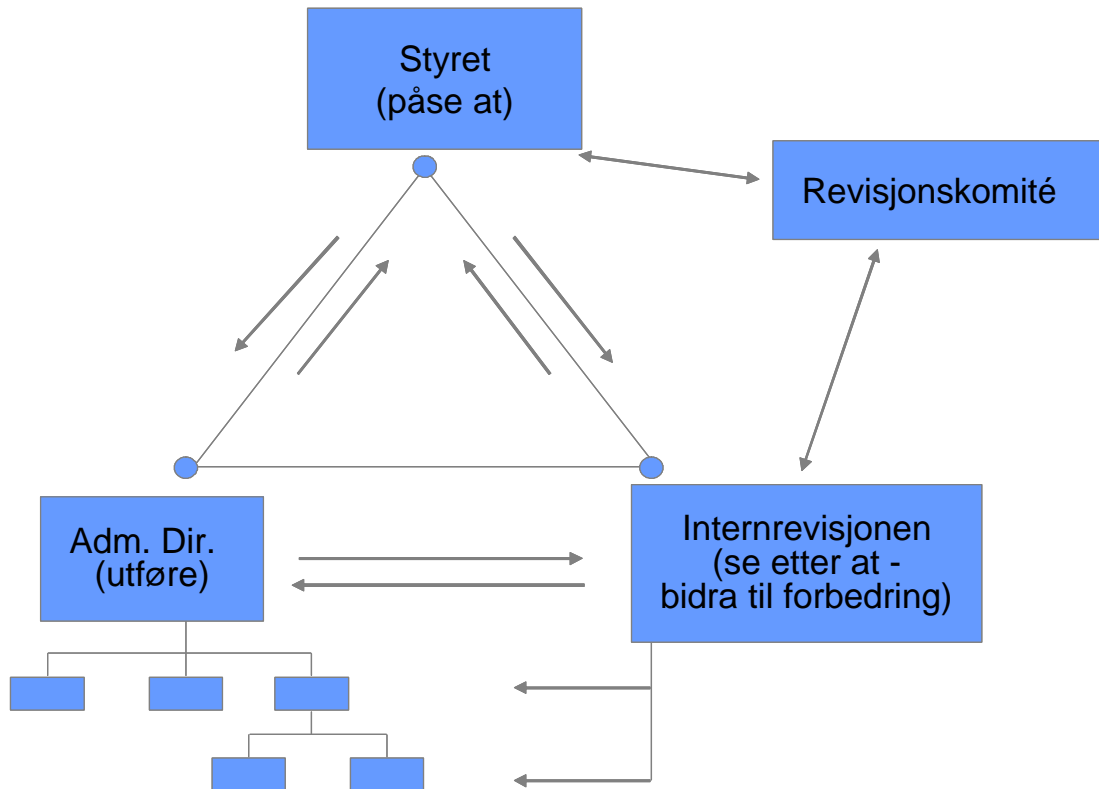 Styret
(påse at)
Revisjonskomité
Adm. Dir.
(utføre)
Internrevisjonen
(se etter at -
bidra til forbedring)